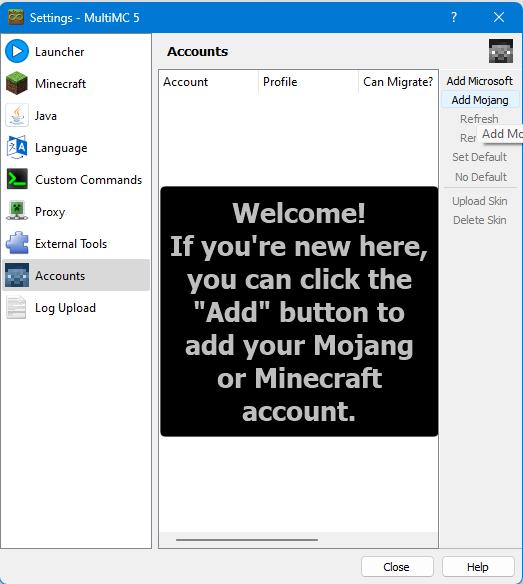 Settings - MultiMC 5
?
Launcher
Minecraft
Java
Language
Custom Commands
Proxy
External Tools
Accounts
Log Upload
Accounts
Account Profile Can Migrate?
Welcome!
If you're new here,
you can click the
"Add" button to
add your Mojang
or Minecraft
account.
Add Microsoft
Add Mojang
Refresh
Rem
Add Mo
Set Default
No Default
Upload Skin
Delete Skin
Close
Help